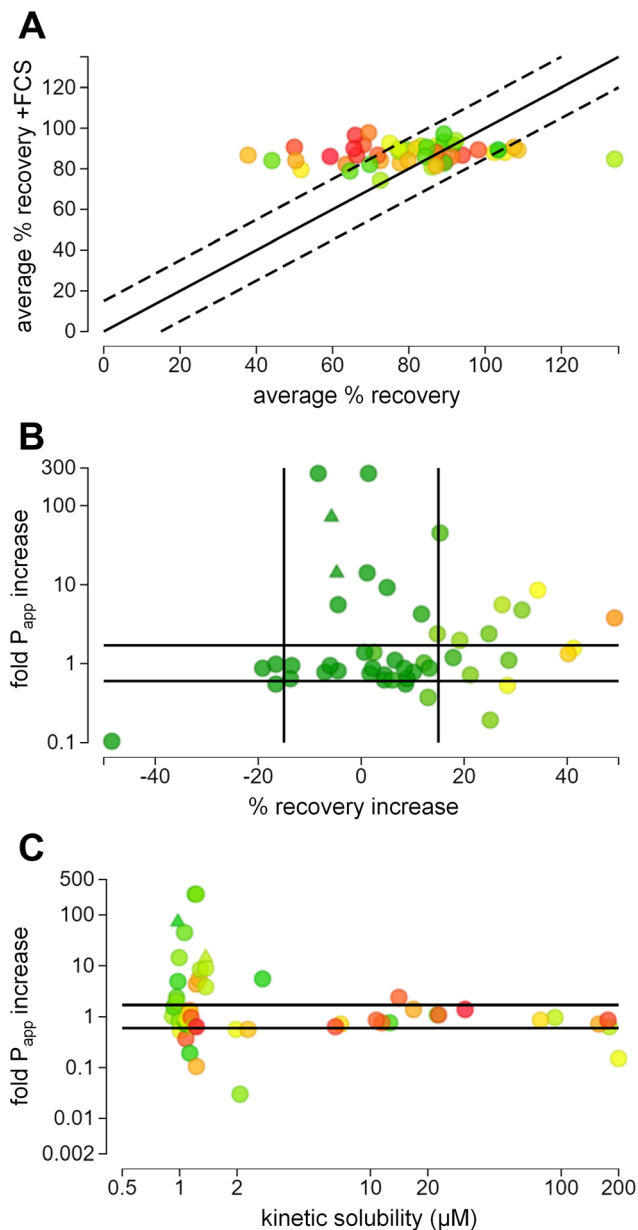 A
average % recovery +FCS
120
100
80
60
40
20
0
0 20 40 60 80 100 120
average % recovery
B
fold Papp increase
300
100
10
1
0.1
-40 -20 0 20 40
% recovery increase
C
fold Papp increase
500
100
10
1
0.1
0.01
0.002
0.5 1 2 10 20 100 200
kinetic solubility (µM)